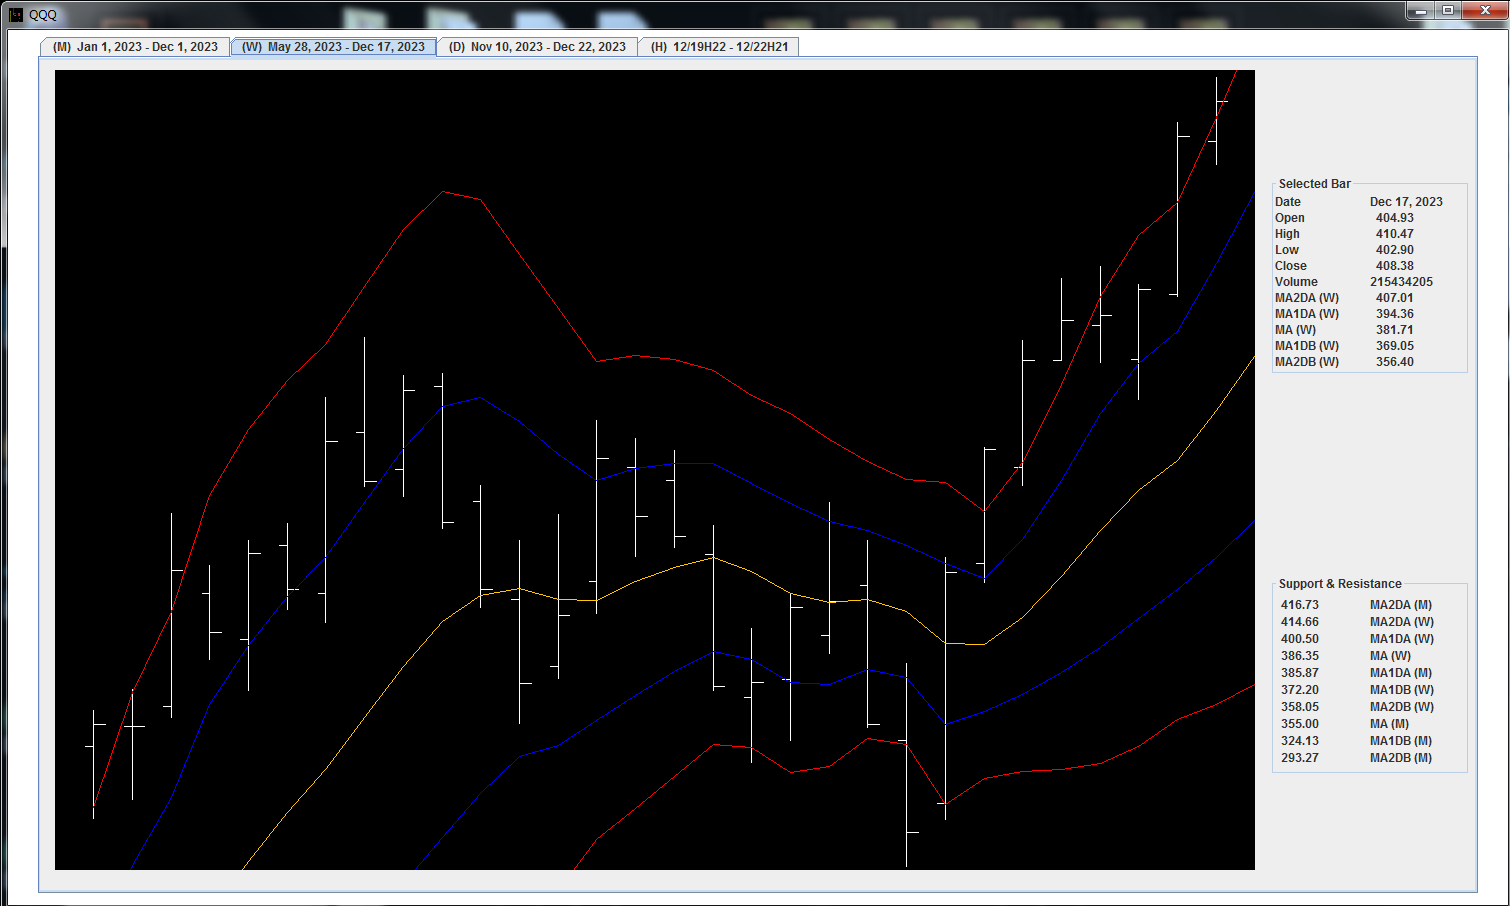 QQQ
(M) Jan 1, 2023 - Dec 1, 2023
(W) May 28, 2023 - Dec 17, 2023
(D) Nov 10, 2023 - Dec 22, 2023
(H) 12/19H22 - 12/22H21
Selected Bar
Date Dec 17, 2023
Open 404.93
High 410.47
Low 402.90
Close 408.38
Volume 215434205
MA2DA (W) 407.01
MA1DA (W) 394.36
MA (W) 381.71
MA1DB (W) 369.05
MA2DB (W) 356.40
Support & Resistance
416.73 MA2DA (M)
414.66 MA2DA (W)
400.50 MA1DA (W)
386.35 MA (W)
385.87 MA1DA (M)
372.20 MA1DB (W)
358.05 MA2DB (W)
355.00 MA (M)
324.13 MA1DB (M)
293.27 MA2DB (M)